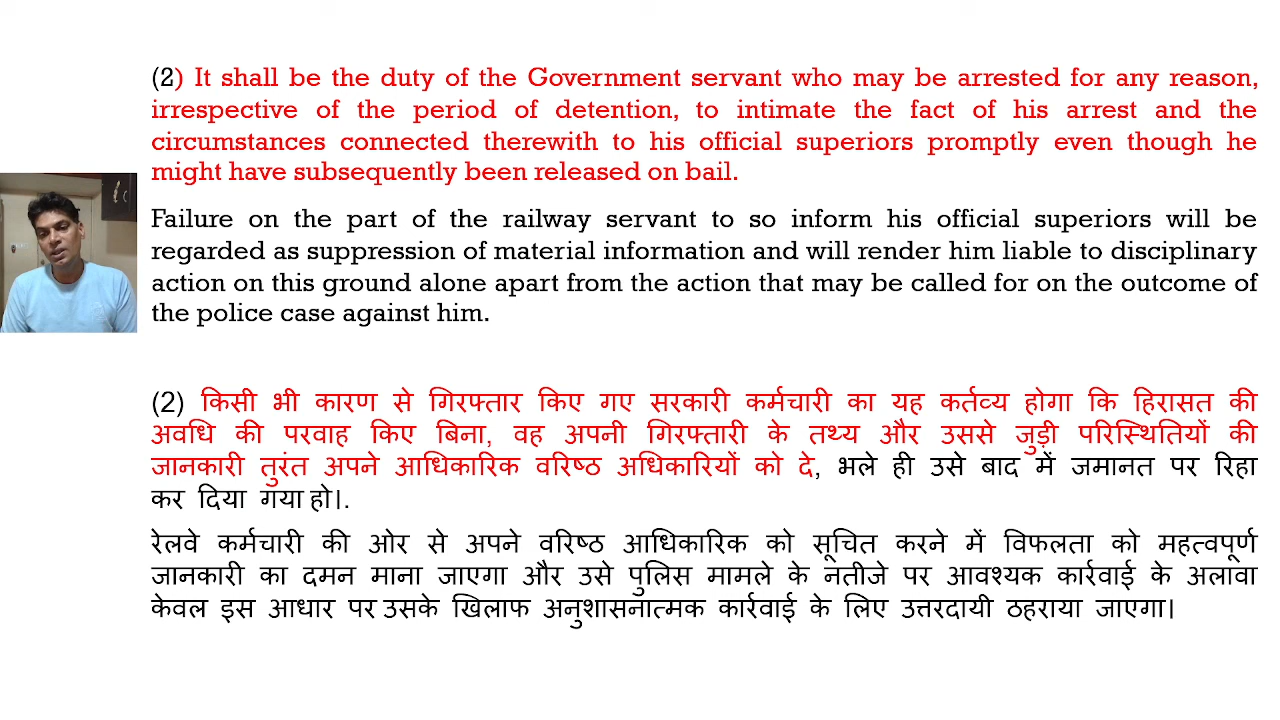 (2) It shall be the duty of the Government servant who may be arrested for any reason,
irrespective of the period of detention, to intimate the fact of his arrest and the
circumstances connected therewith to his official superiors promptly even though he
might have subsequently been released on bail.
Failure on the part of the railway servant to so inform his official superiors will be
regarded as suppression of material information and will render him liable to disciplinary
action on this ground alone apart from the action that may be called for on the outcome of
the police case against him.
(2) किसी भी कारण से गिरफ्तार किए गए सरकारी कर्मचारी का यह कर्तव्य होगा कि हिरासत की
अवधि की परवाह किए बिना, वह अपनी गिरफ्तारी के तथ्य और उससे जुड़ी परिस्थितियों की
जानकारी तुरंत अपने आधिकारिक वरिष्ठ अधिकारियों को दे, भले ही उसे बाद में जमानत पर रिहा
कर दिया गया हो।.
रेलवे कर्मचारी की ओर से अपने वरिष्ठ आधिकारिक को सूचित करने में विफलता को महत्वपूर्ण
जानकारी का दमन माना जाएगा और उसे पुलिस मामले के नतीजे पर आवश्यक कार्रवाई के अलावा
केवल इस आधार पर उसके खिलाफ अनुशासनात्मक कार्रवाई के लिए उत्तरदायी ठहराया जाएगा।